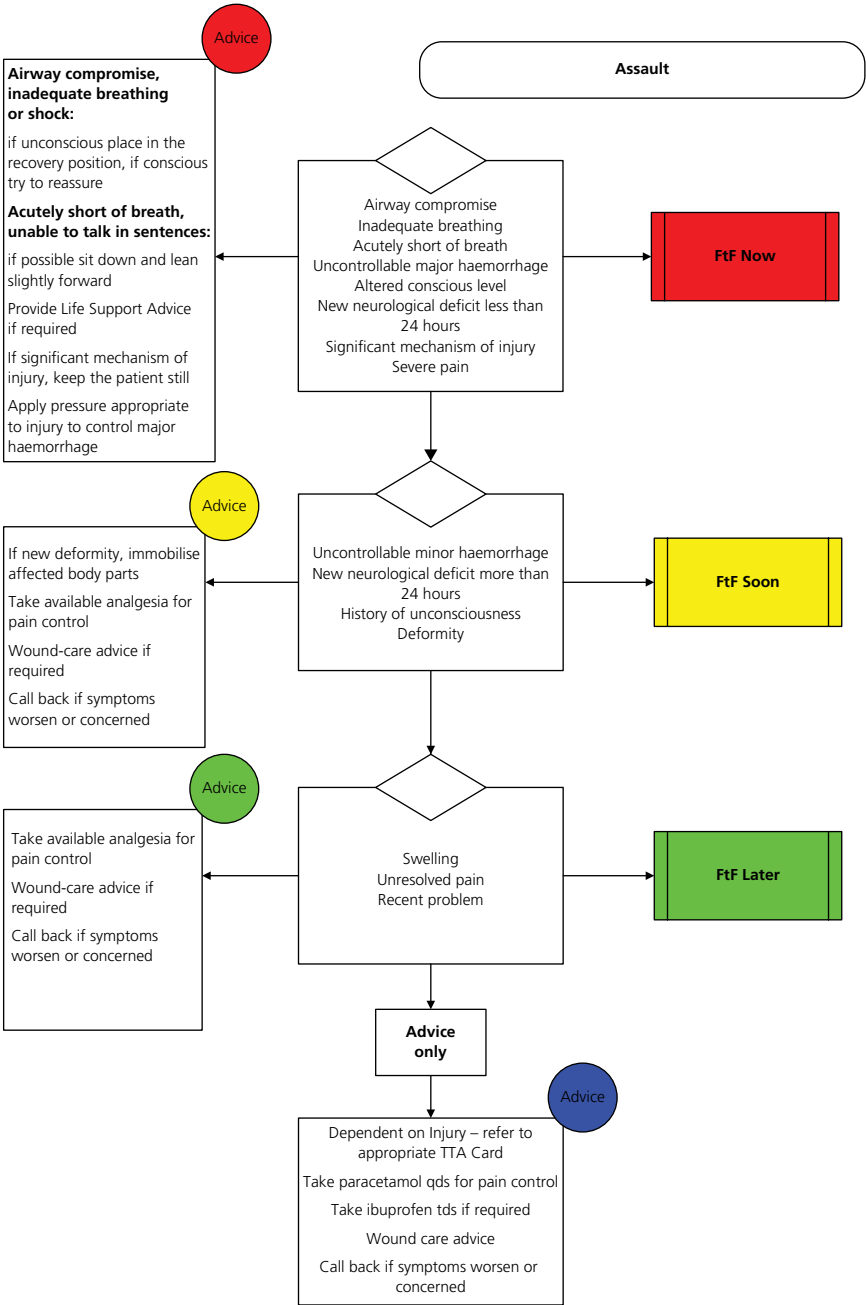 Assault
Advice
Airway compromise,
inadequate breathing
or shock:
if unconscious place in the
recovery position, if conscious
try to reassure
Acutely short of breath,
unable to talk in sentences:
if possible sit down and lean
slightly forward
Provide Life Support Advice
if required
If significant mechanism of
injury, keep the patient still
Apply pressure appropriate
to injury to control major
haemorrhage
Airway compromise
Inadequate breathing
Acutely short of breath
Uncontrollable major haemorrhage
Altered conscious level
New neurological deficit less than
24 hours
Significant mechanism of injury
Severe pain
FtF Now
Advice
If new deformity, immobilise
affected body parts
Take available analgesia for
pain control
Wound-care advice if
required
Call back if symptoms
worsen or concerned
Uncontrollable minor haemorrhage
New neurological deficit more than
24 hours
History of unconsciousness
Deformity
FtF Soon
Advice
Take available analgesia for
pain control
Wound-care advice if
required
Call back if symptoms
worsen or concerned
Swelling
Unresolved pain
Recent problem
FtF Later
Advice
only
Advice
Dependent on Injury – refer to
appropriate TTA Card
Take paracetamol qds for pain control
Take ibuprofen tds if required
Wound care advice
Call back if symptoms worsen or
concerned